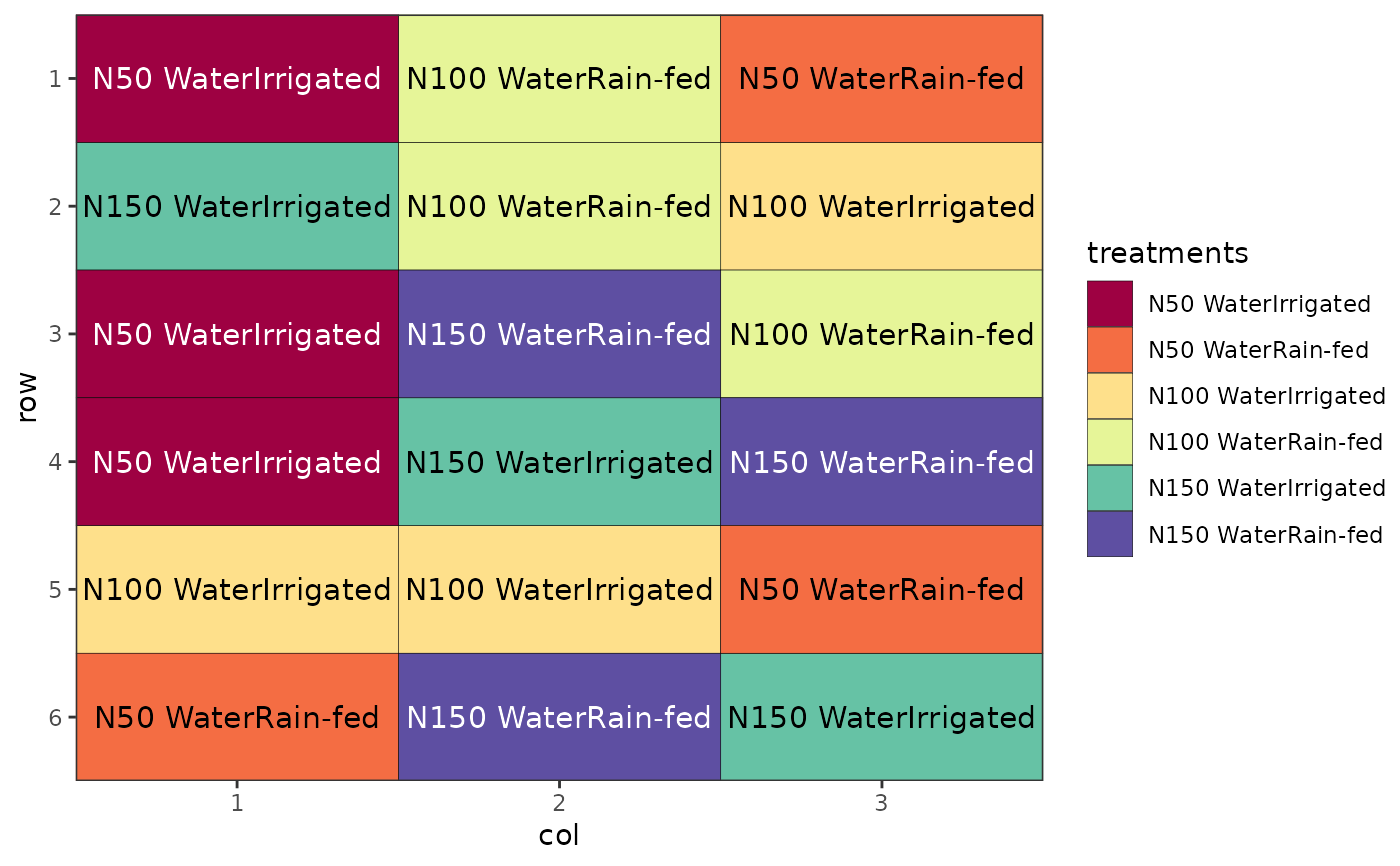 1
N50 WaterIrrigated
N100 WaterRain-fed
N50 WaterRain-fed
2
N150 WaterIrrigated
N100 WaterRain-fed
N100 WaterIrrigated
3
N50 WaterIrrigated
N150 WaterRain-fed
N100 WaterRain-fed
4
N50 WaterIrrigated
N150 WaterIrrigated
N150 WaterRain-fed
5
N100 WaterIrrigated
N100 WaterIrrigated
N50 WaterRain-fed
6
N50 WaterRain-fed
N150 WaterRain-fed
N150 WaterIrrigated
row
1
2
3
col
treatments
N50 WaterIrrigated
N50 WaterRain-fed
N100 WaterIrrigated
N100 WaterRain-fed
N150 WaterIrrigated
N150 WaterRain-fed